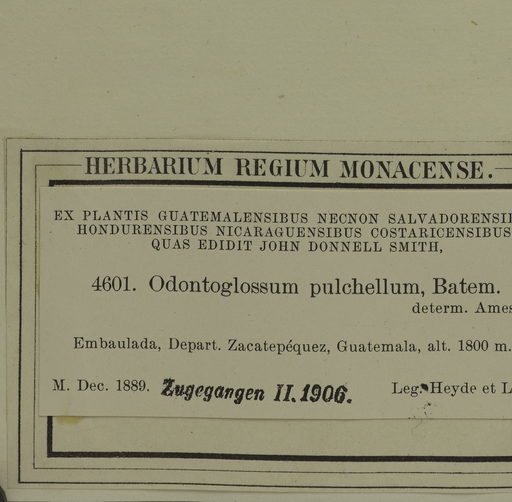 HERBARIUM REGIUM MONACENSE.
EX PLANTIS GUATEMALENSIBUS NECNON
HONDURENSIBUS NICARAGUENSIBUS COSTARICENSIBUS
QUAS EDIDIT JOHN DONNELL SMITH,
4601. Odontoglossum pulchellum, Batem.
determ. Ames
Embaulada, Depart. Zacatepéquez, Guatemala, alt. 1800 m.
M. Dec. 1889. Zugegangen II. 1906. Leg. Heyde et